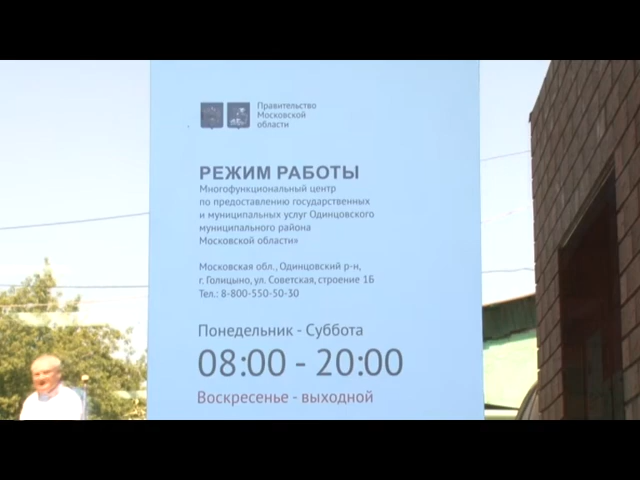 Правительство
Московской
области
РЕЖИМ РАБОТЫ
Многофункциональный центр
по предоставлению государственных
и муниципальных услуг Одинцовского
муниципального района
Московской области»
Московская обл., Одинцовский р-н,
г. Голицыно, ул. Советская, строение 1Б
Тел.: 8-800-550-50-30
Понедельник - Суббота
08:00 - 20:00
Воскресенье - выходной